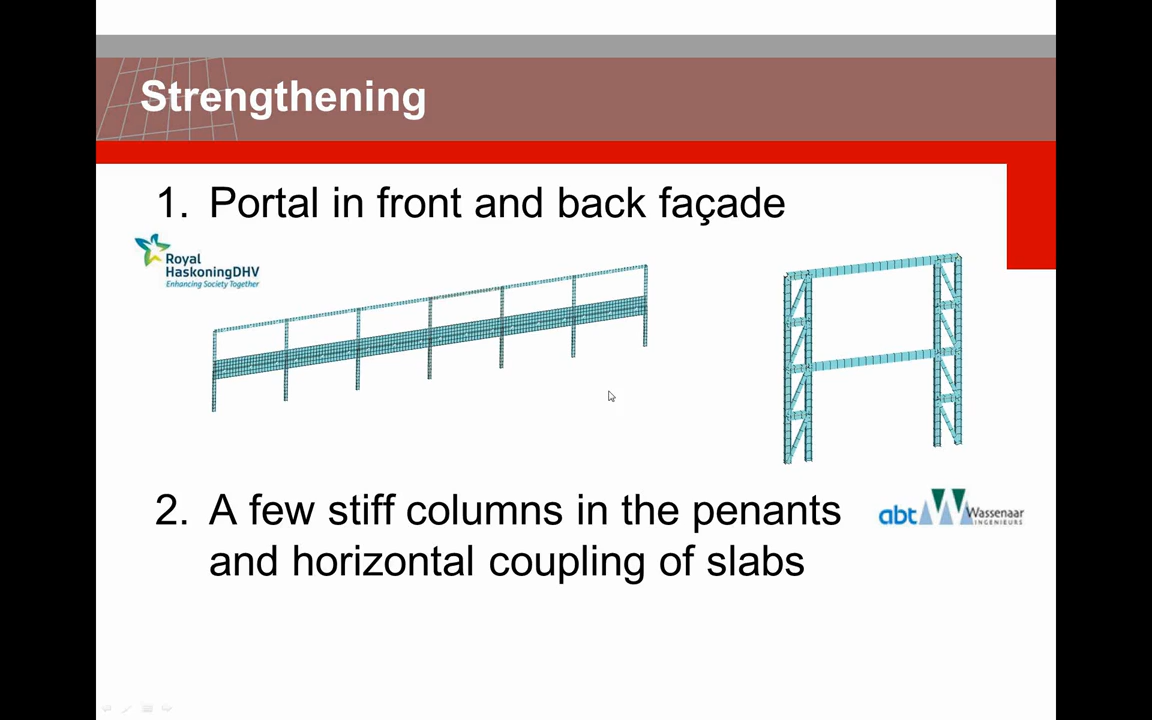 Strengthening
1. Portal in front and back façade
Royal
HaskoningDHV
Enhancing Society Together
2. A few stiff columns in the penants
and horizontal coupling of slabs
abt Wassenaar
INGENIEURS